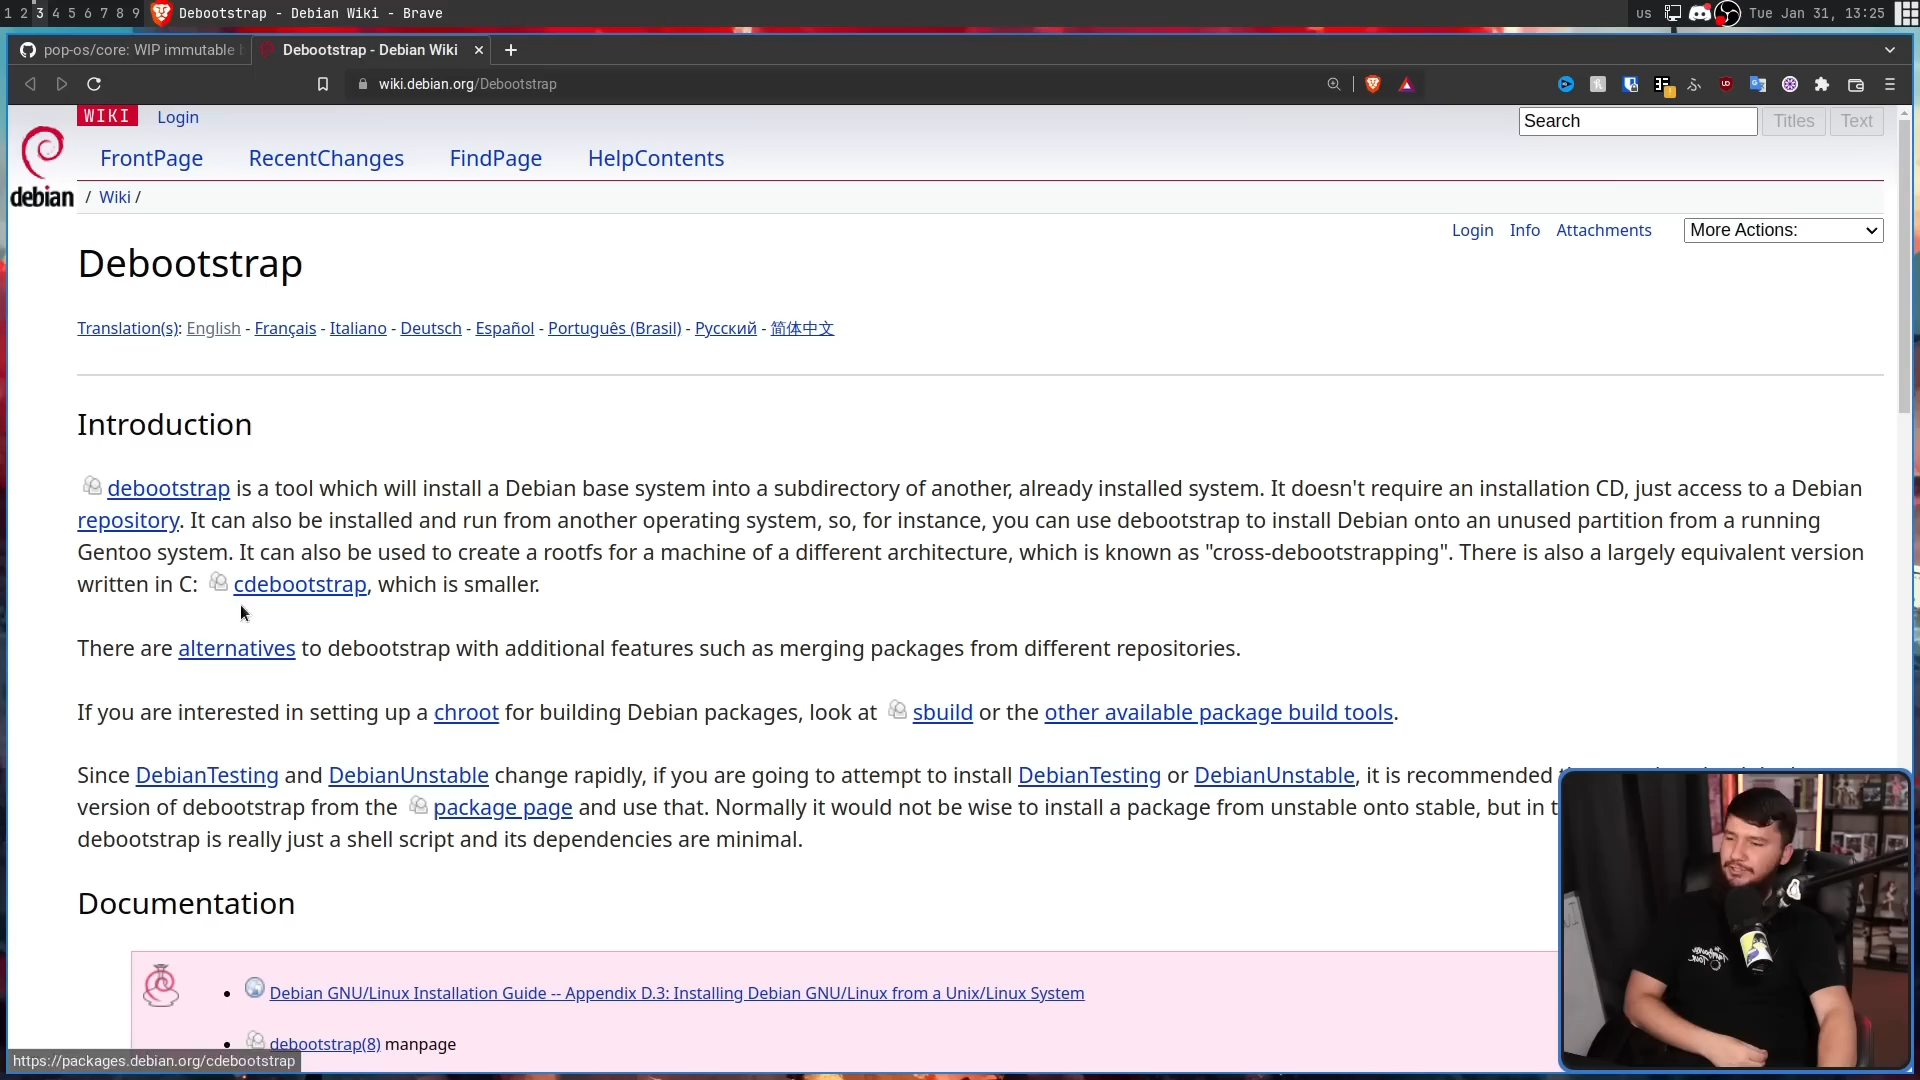 1 2 3 4 5 6 7 8 9 Debootstrap - Debian Wiki - Brave
us Tue Jan 31, 13:25
pop-os/core: WIP immutable
Debootstrap - Debian Wiki
wiki.debian.org/Debootstrap
WIKI Login
Search Titles Text
FrontPage RecentChanges FindPage HelpContents
debian / Wiki /
Login Info Attachments More Actions:
Debootstrap
Translation(s): English - Français - Italiano - Deutsch - Español - Português (Brasil) - Русский - 简体中文
Introduction
debootstrap is a tool which will install a Debian base system into a subdirectory of another, already installed system. It doesn't require an installation CD, just access to a Debian
repository. It can also be installed and run from another operating system, so, for instance, you can use debootstrap to install Debian onto an unused partition from a running
Gentoo system. It can also be used to create a rootfs for a machine of a different architecture, which is known as "cross-debootstrapping". There is also a largely equivalent version
written in C: cdebootstrap, which is smaller.
There are alternatives to debootstrap with additional features such as merging packages from different repositories.
If you are interested in setting up a chroot for building Debian packages, look at sbuild or the other available package build tools.
Since DebianTesting and DebianUnstable change rapidly, if you are going to attempt to install DebianTesting or DebianUnstable, it is recommended
version of debootstrap from the package page and use that. Normally it would not be wise to install a package from unstable onto stable, but in
debootstrap is really just a shell script and its dependencies are minimal.
Documentation
Debian GNU/Linux Installation Guide -- Appendix D.3: Installing Debian GNU/Linux from a Unix/Linux System
debootstrap(8) manpage
https://packages.debian.org/cdebootstrap